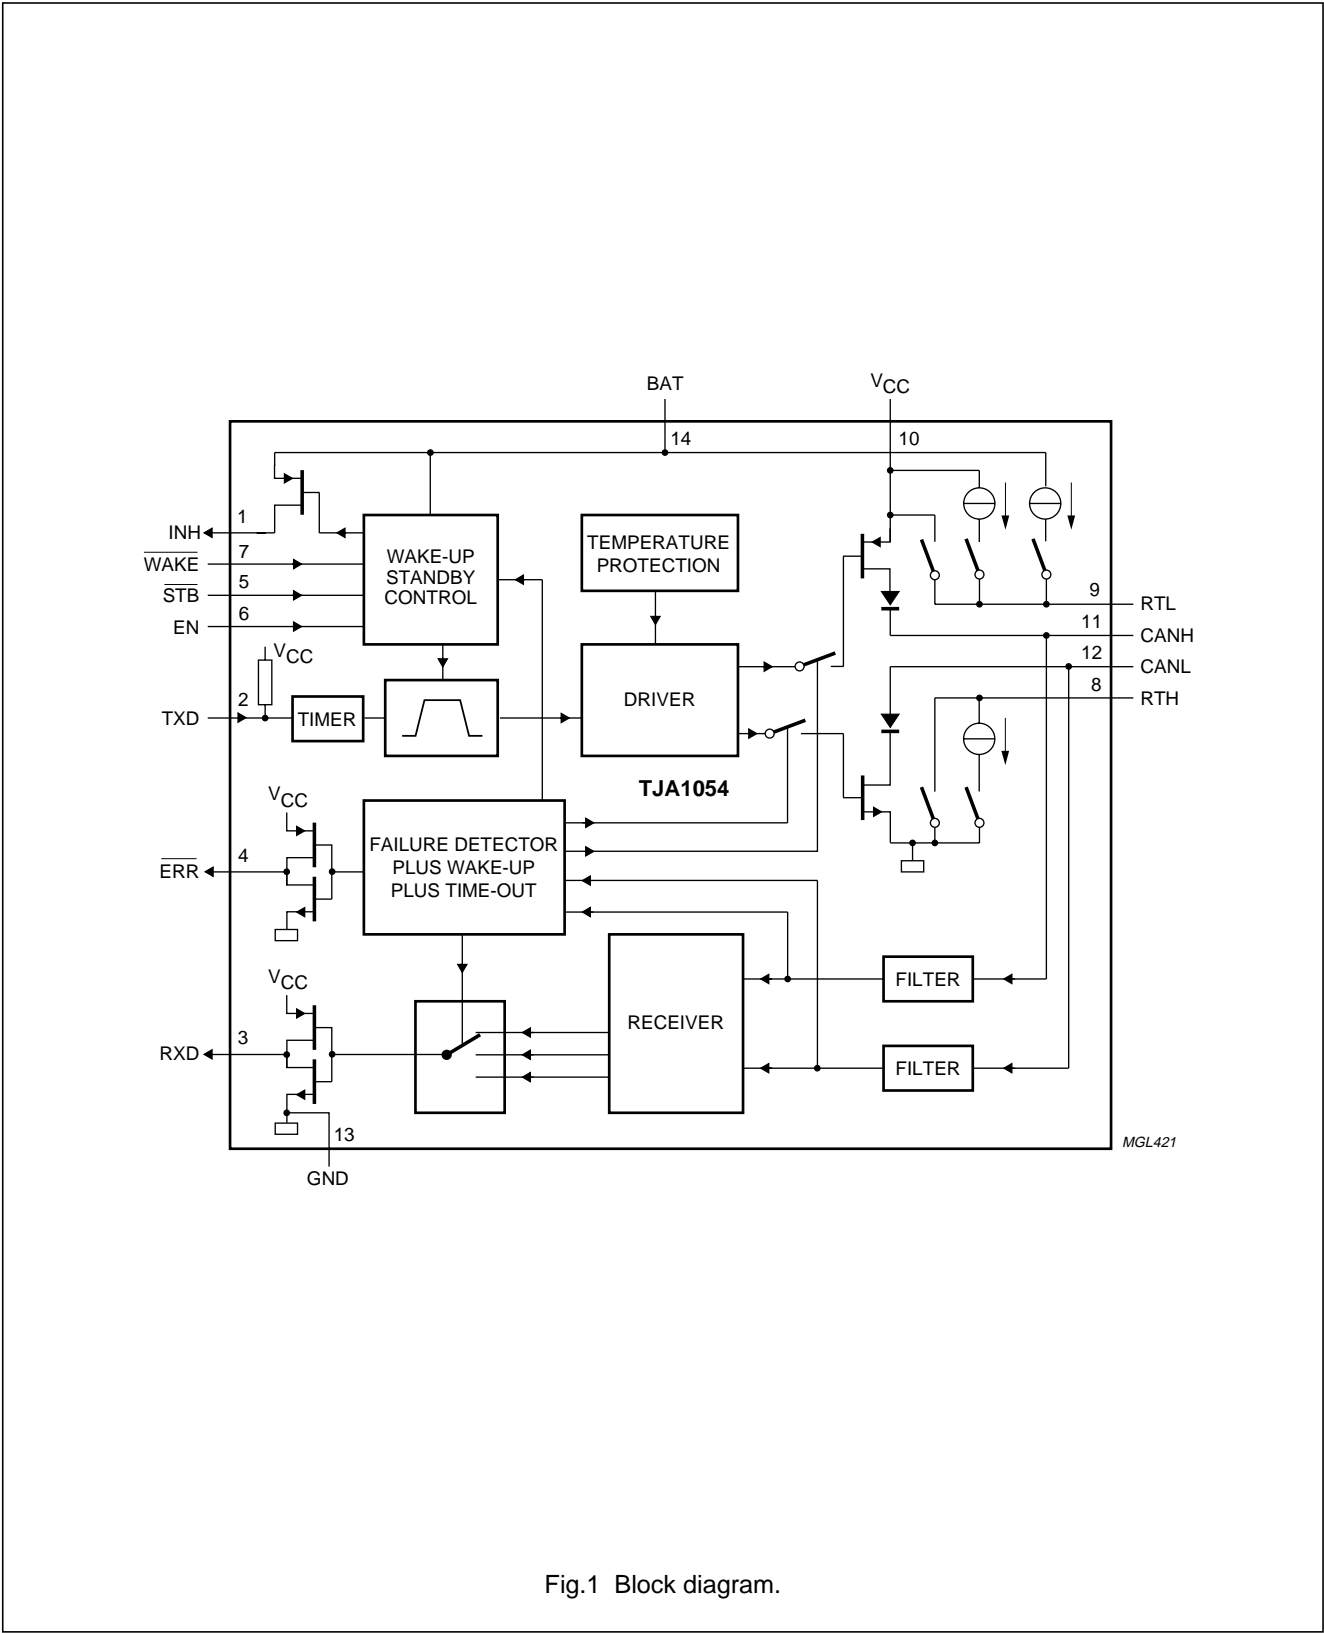 BAT
VCC
14
10
1
INH
7
WAKE
5
STB
6
EN
WAKE-UP
STANDBY
CONTROL
TEMPERATURE
PROTECTION
9
RTL
11
CANH
12
CANL
8
RTH
VCC
2
TXD
TIMER
DRIVER
TJA1054
VCC
4
ERR
FAILURE DETECTOR
PLUS WAKE-UP
PLUS TIME-OUT
VCC
3
RXD
RECEIVER
FILTER
FILTER
13
GND
MGL421
Fig.1 Block diagram.